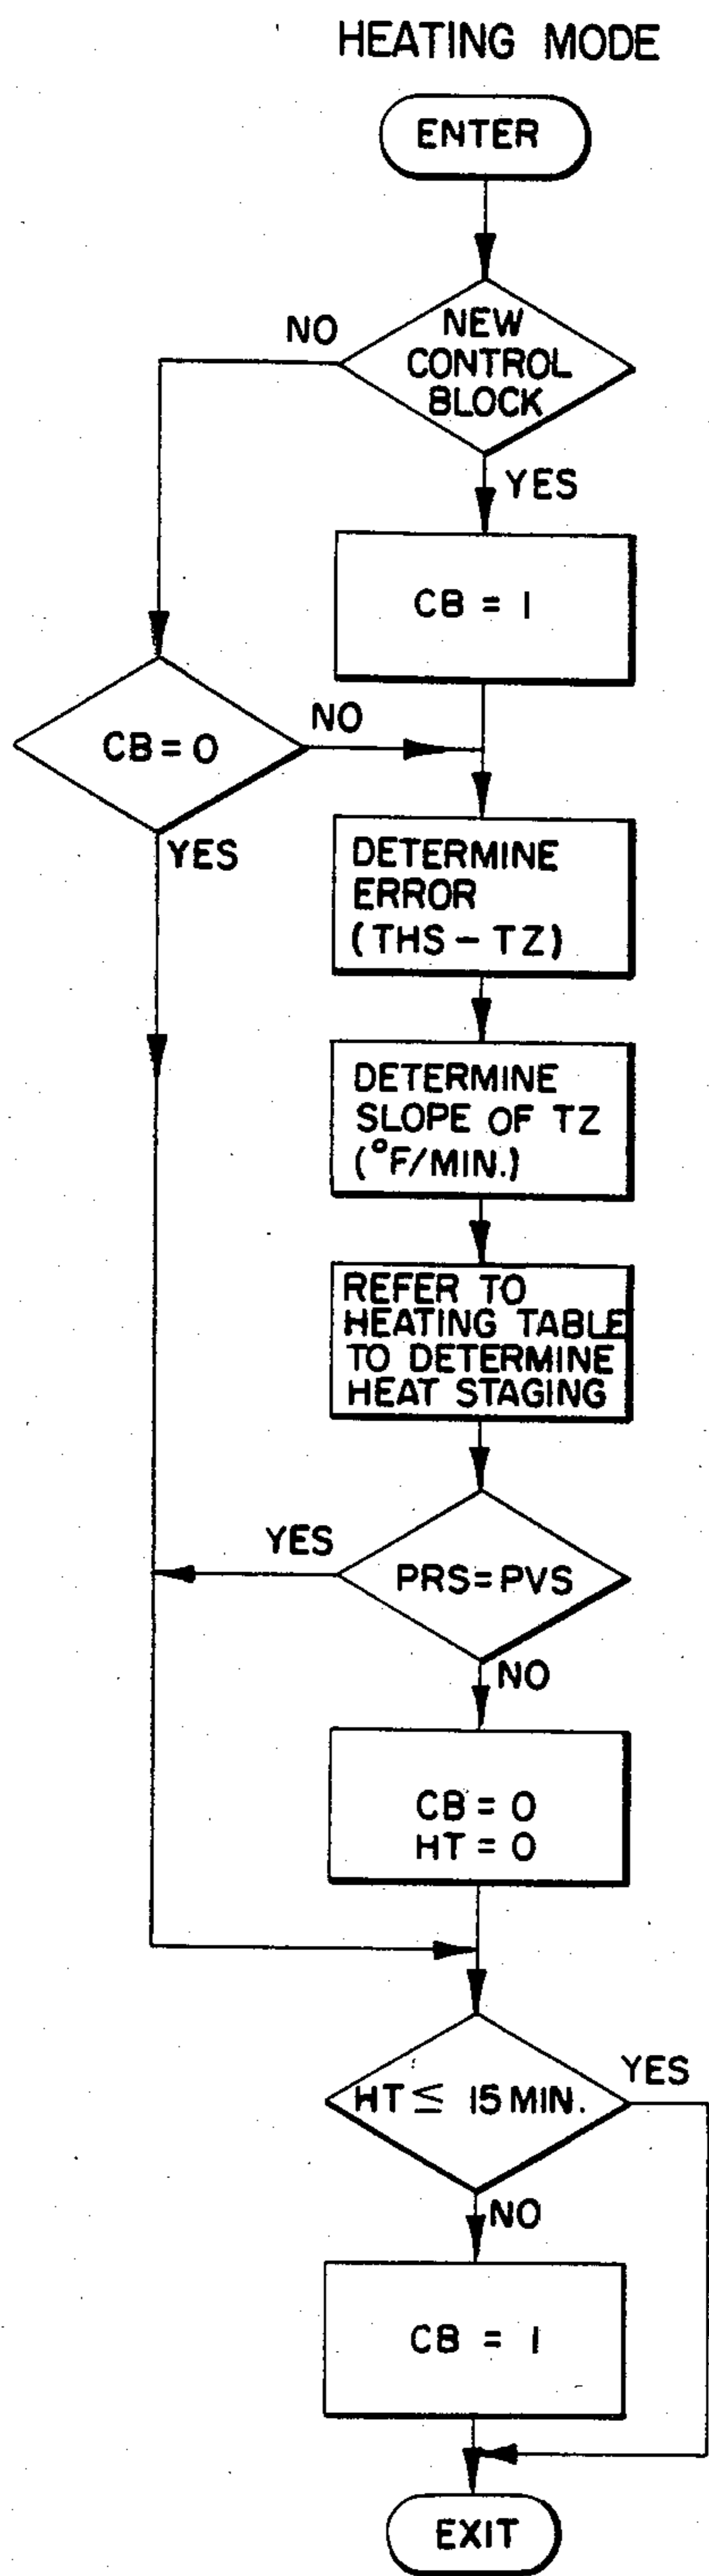 HEATING MODE
ENTER
NEW
CONTROL
BLOCK
NO
YES
CB = 1
CB = 0
NO
YES
DETERMINE
ERROR
(THS - TZ)
DETERMINE
SLOPE OF TZ
(°F/MIN.)
REFER TO
HEATING TABLE
TO DETERMINE
HEAT STAGING
YES
PRS = PVS
NO
CB = 0
HT = 0
HT ≤ 15 MIN.
YES
NO
CB = 1
EXIT